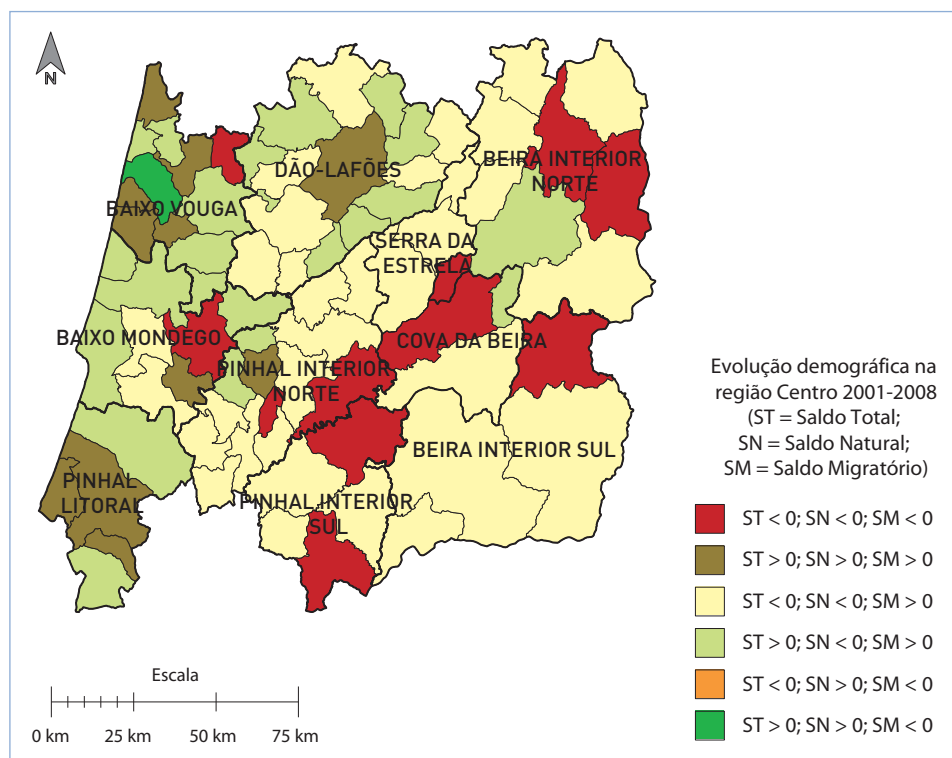 N
DÃO-LAFÕES
BEIRA INTERIOR
NORTE
BAIXO VOUGA
SERRA DA
ESTRELA
BAIXO MONDEGO
COVA DA BEIRA
PINHAL INTERIOR
NORTE
BEIRA INTERIOR SUL
PINHAL
LITORAL
PINHAL INTERIOR
SUL
Evolução demográfica na
região Centro 2001-2008
(ST = Saldo Total;
SN = Saldo Natural;
SM = Saldo Migratório)
ST < 0; SN < 0; SM < 0
ST > 0; SN > 0; SM > 0
ST < 0; SN < 0; SM > 0
ST > 0; SN < 0; SM > 0
ST < 0; SN > 0; SM < 0
ST > 0; SN > 0; SM < 0
Escala
0 km 25 km 50 km 75 km